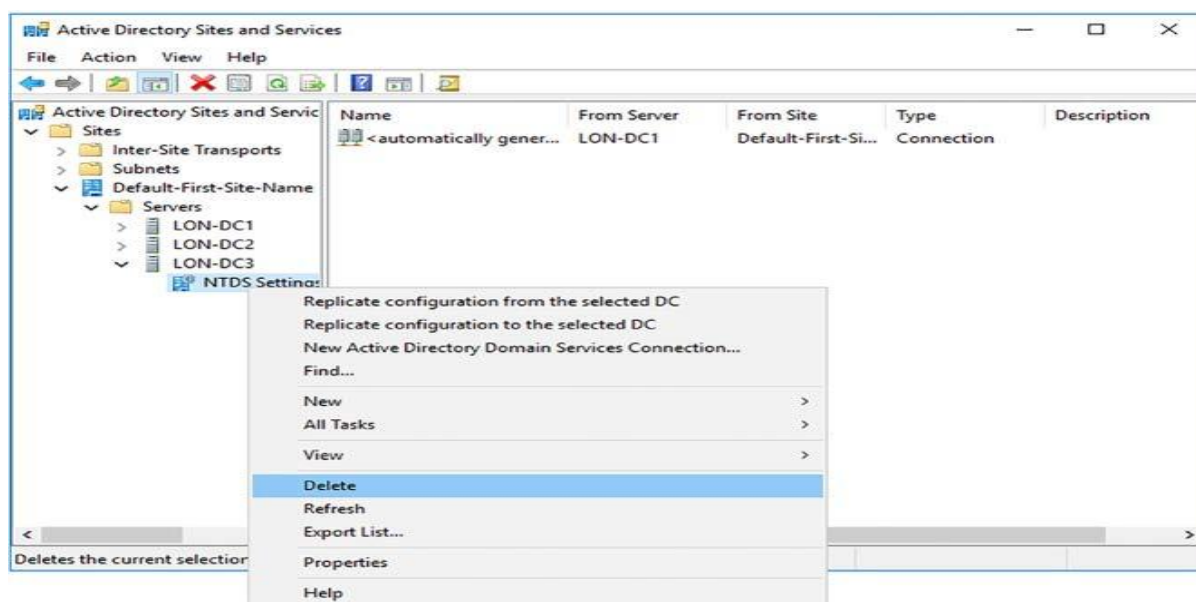 Active Directory Sites and Services
File Action View Help
Active Directory Sites and Servic
Name From Server From Site Type Description
Sites
<automatically gener... LON-DC1 Default-First-Si... Connection
Inter-Site Transports
Subnets
Default-First-Site-Name
Servers
LON-DC1
LON-DC2
LON-DC3
NTDS Settings
Replicate configuration from the selected DC
Replicate configuration to the selected DC
New Active Directory Domain Services Connection...
Find...
New
All Tasks
View
Delete
Refresh
Export List...
Deletes the current selection
Properties
Help